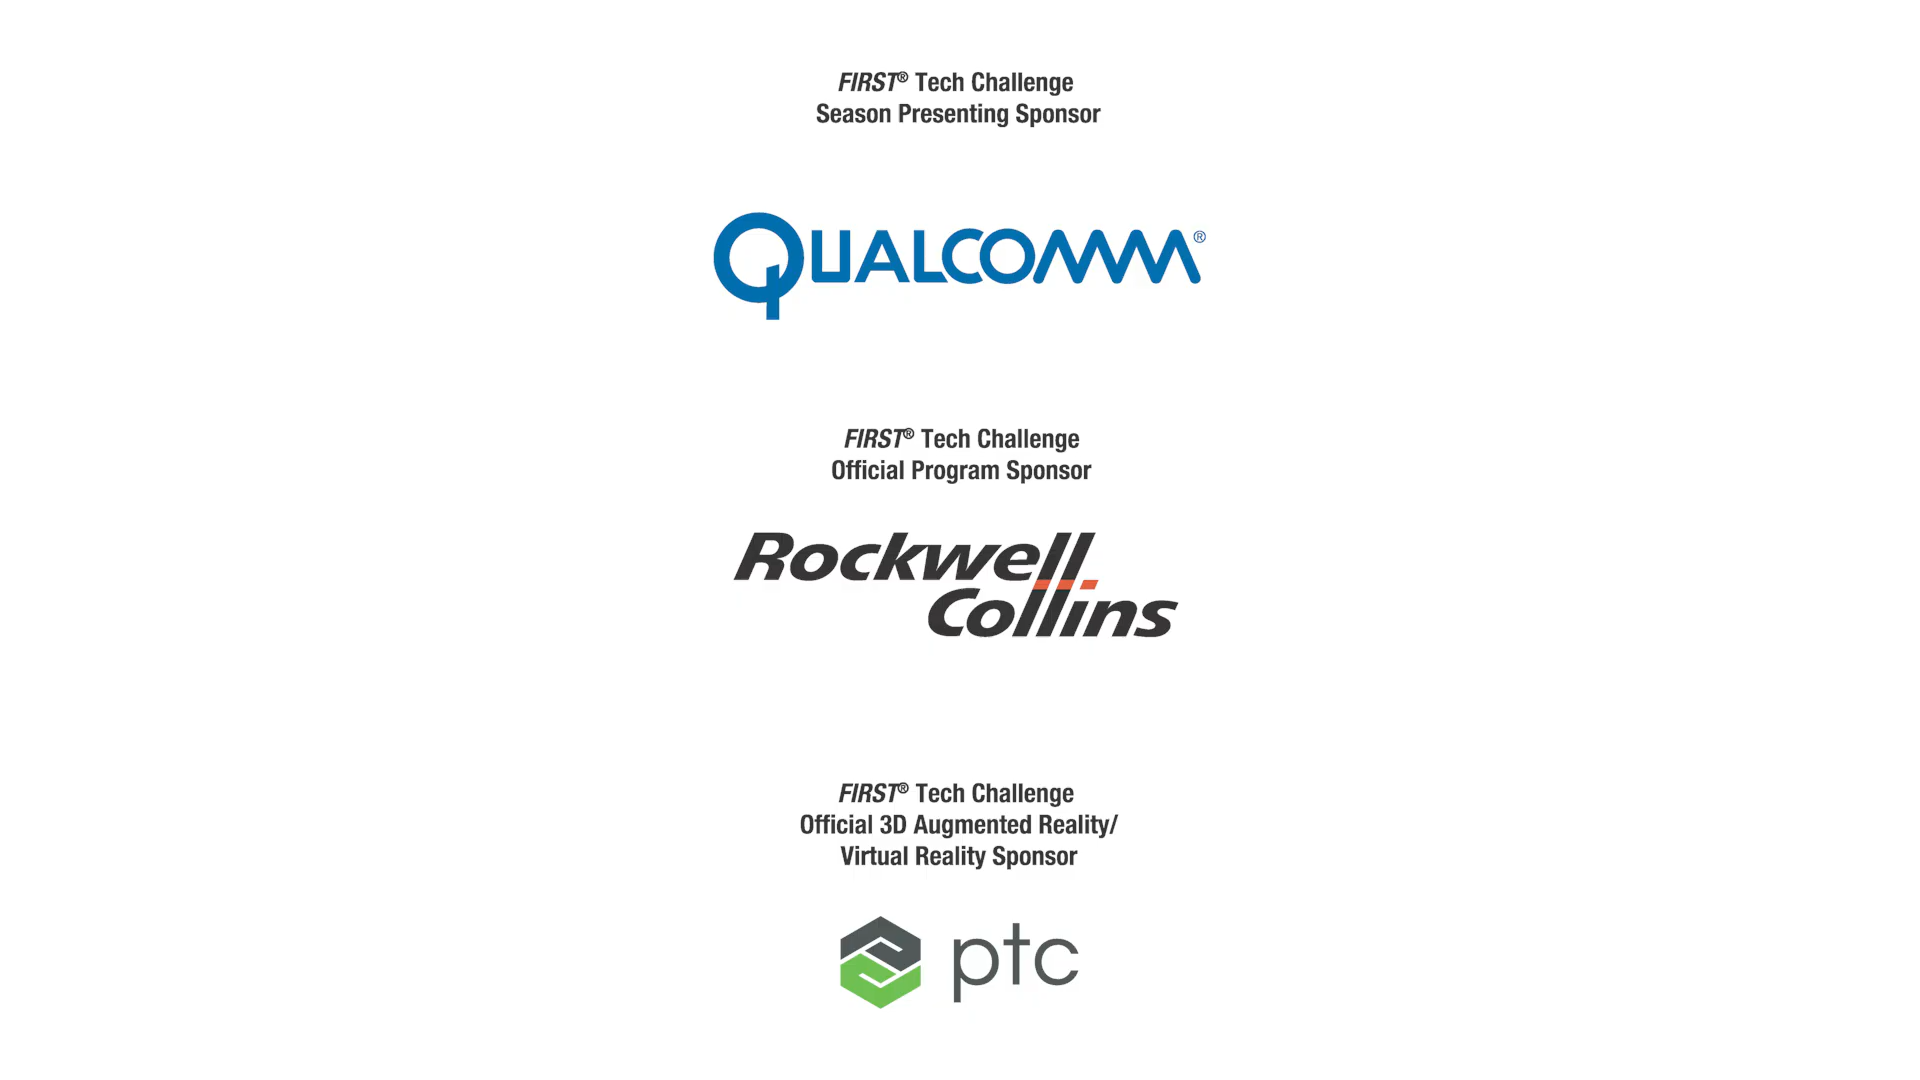 FIRST® Tech Challenge
Season Presenting Sponsor
QUALCOMM®
FIRST® Tech Challenge
Official Program Sponsor
Rockwell
Collins
FIRST® Tech Challenge
Official 3D Augmented Reality/
Virtual Reality Sponsor
ptc